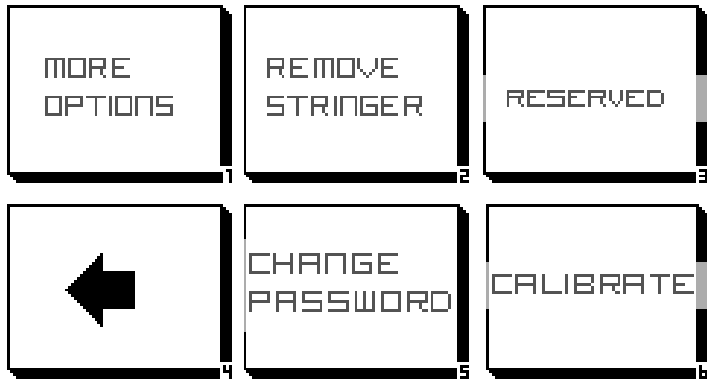 MORE
OPTIONS
1
REMOVE
STRINGER
2
RESERVED
3
4
CHANGE
PASSWORD
5
CALIBRATE
6